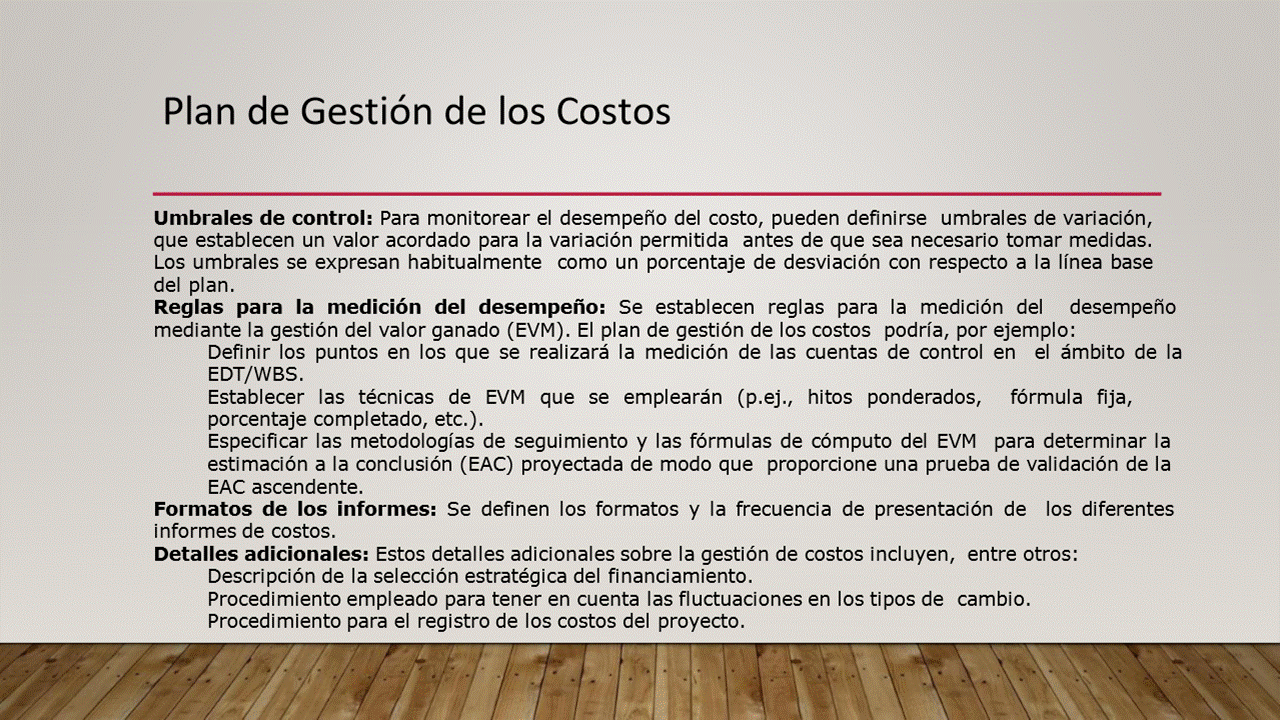 Plan de Gestión de los Costos
Umbrales de control: Para monitorear el desempeño del costo, pueden definirse umbrales de variación,
que establecen un valor acordado para la variación permitida antes de que sea necesario tomar medidas.
Los umbrales se expresan habitualmente como un porcentaje de desviación con respecto a la línea base
del plan.
Reglas para la medición del desempeño: Se establecen reglas para la medición del desempeño
mediante la gestión del valor ganado (EVM). El plan de gestión de los costos podría, por ejemplo:
Definir los puntos en los que se realizará la medición de las cuentas de control en el ámbito de la
EDT/WBS.
Establecer las técnicas de EVM que se emplearán (p.ej., hitos ponderados, fórmula fija,
porcentaje completado, etc.).
Especificar las metodologías de seguimiento y las fórmulas de cómputo del EVM para determinar la
estimación a la conclusión (EAC) proyectada de modo que proporcione una prueba de validación de la
EAC ascendente.
Formatos de los informes: Se definen los formatos y la frecuencia de presentación de los diferentes
informes de costos.
Detalles adicionales: Estos detalles adicionales sobre la gestión de costos incluyen, entre otros:
Descripción de la selección estratégica del financiamiento.
Procedimiento empleado para tener en cuenta las fluctuaciones en los tipos de cambio.
Procedimiento para el registro de los costos del proyecto.